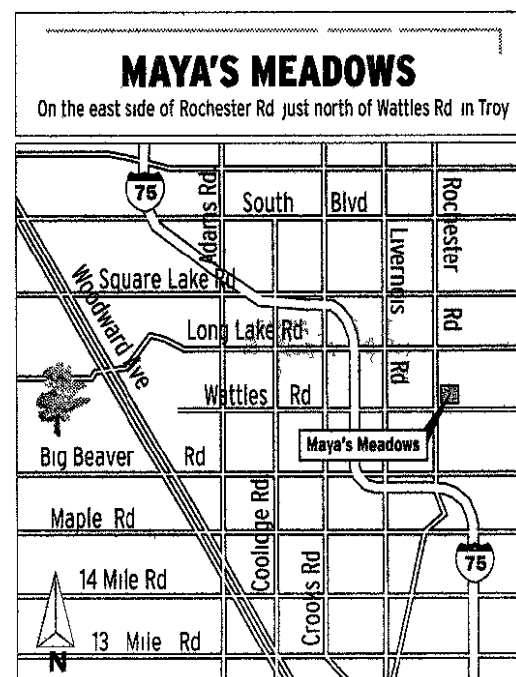 MAYA'S MEADOWS
On the east side of Rochester Rd just north of Wattles Rd in Troy
75
Adams Rd
South Blvd
Rochester Rd
Livernois Rd
Square Lake Rd
Woodward Ave
Long Lake Rd
Wattles Rd
Maya's Meadows
Big Beaver Rd
Coolidge Rd
Maple Rd
Crooks Rd
75
14 Mile Rd
13 Mile Rd
N